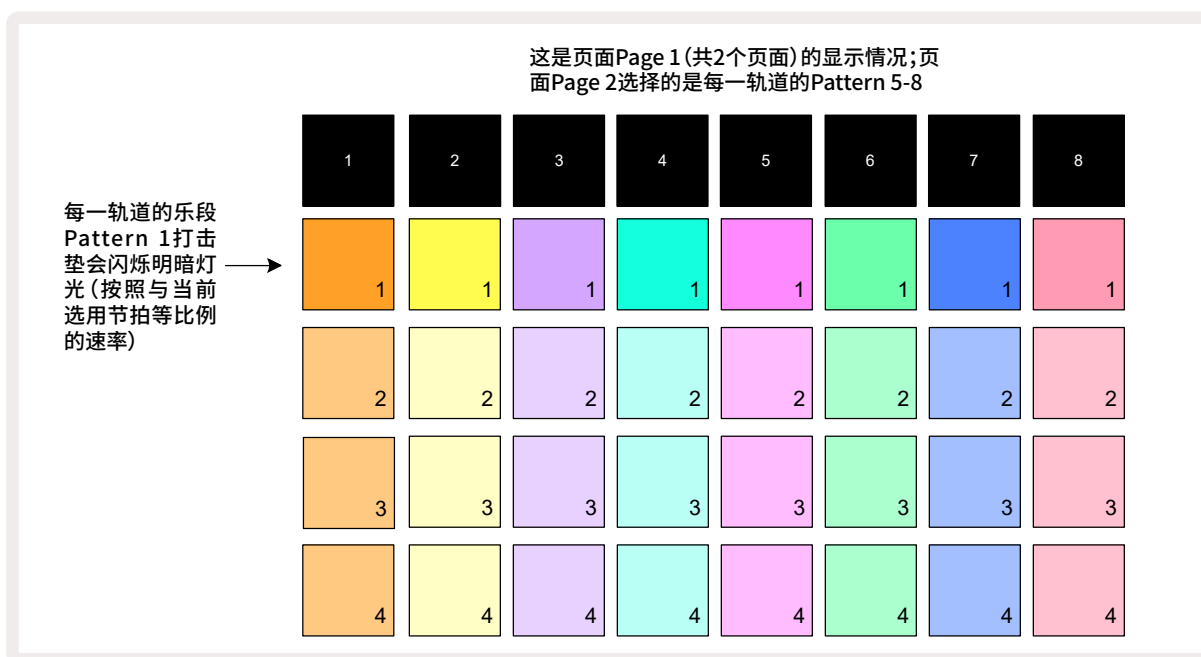 这是页面Page 1（共2个页面）的显示情况；页
面Page 2选择的是每一轨道的Pattern 5-8
1 2 3 4 5 6 7 8
每一轨道的乐段
Pattern 1打击
垫会闪烁明暗灯
光（按照与当前
选用节拍等比例
的速率）
1 1 1 1 1 1 1 1
2 2 2 2 2 2 2 2
3 3 3 3 3 3 3 3
4 4 4 4 4 4 4 4